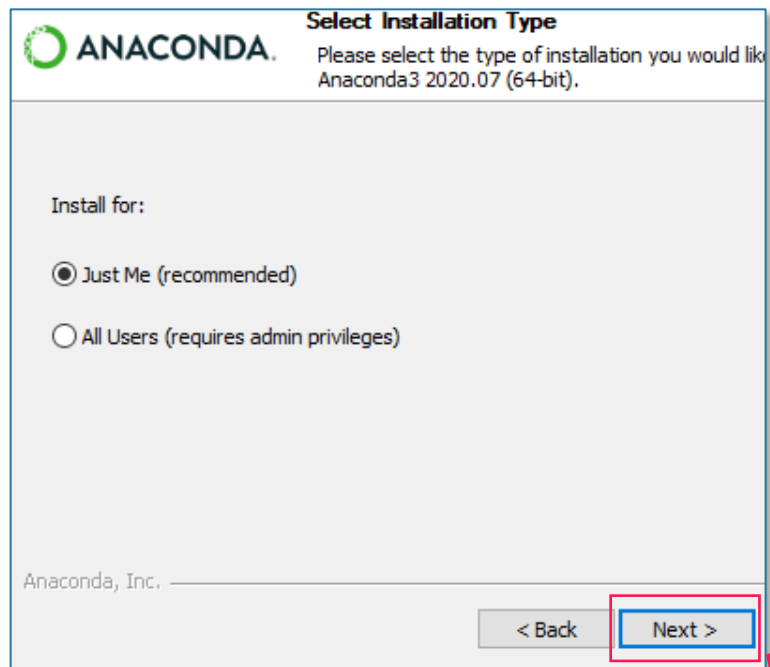 Select Installation Type
ANACONDA.
Please select the type of installation you would
Anaconda3 2020.07 (64-bit).
Install for:
Just Me (recommended)
All Users (requires admin privileges)
Anaconda, Inc.
< Back
Next >